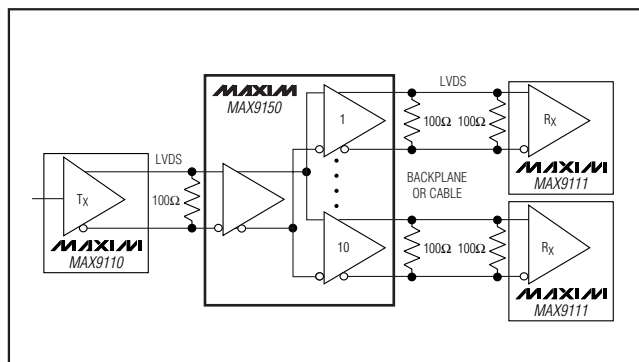 MAXIM
MAX9150
LVDS
1
100Ω
100Ω
RX
MAXIM
MAX9111
LVDS
TX
100Ω
MAXIM
MAX9110
BACKPLANE
OR CABLE
10
100Ω
100Ω
RX
MAXIM
MAX9111